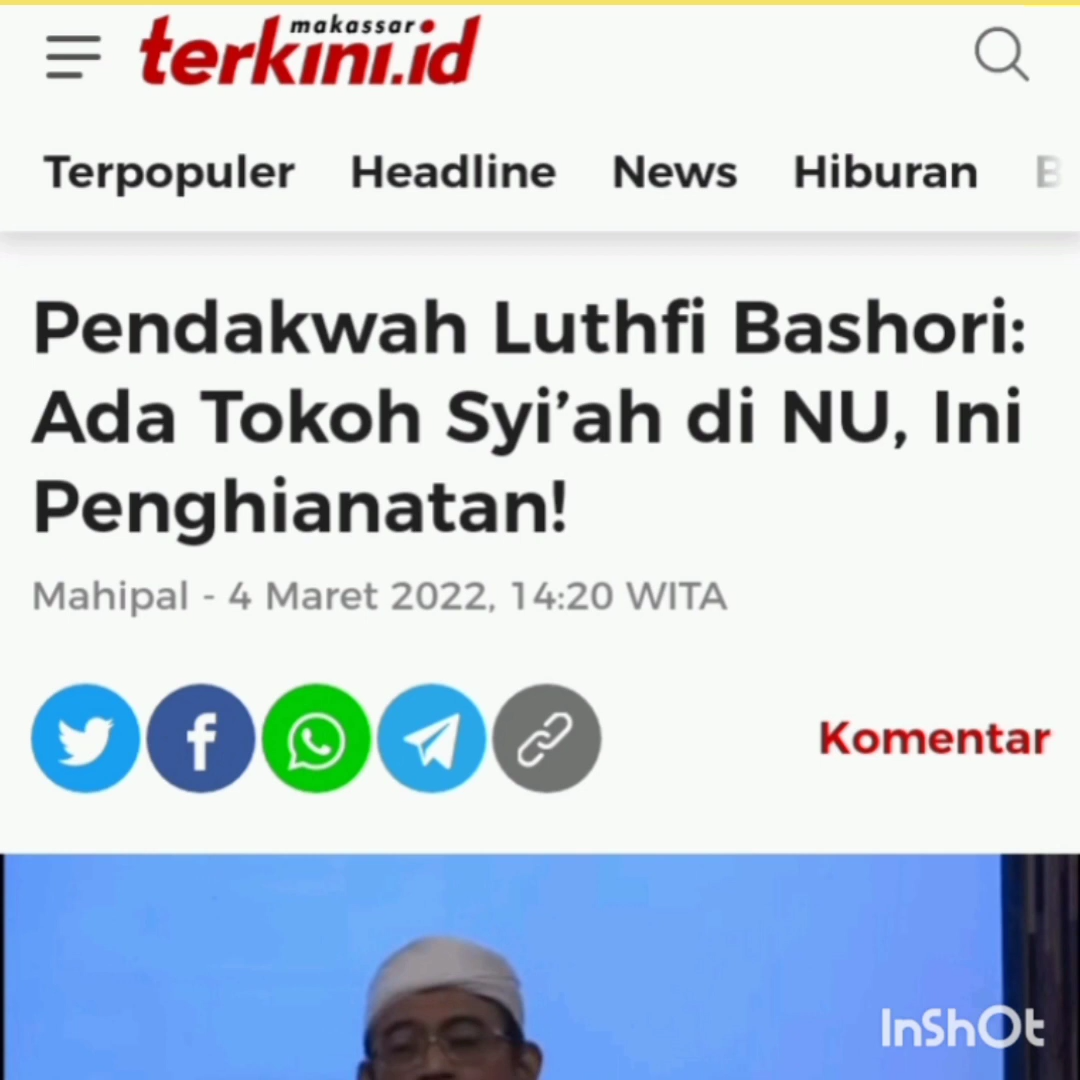 makassar
terkini.id
Terpopuler Headline News Hiburan B
Pendakwah Luthfi Bashori:
Ada Tokoh Syi’ah di NU, Ini
Penghianatan!
Mahipal - 4 Maret 2022, 14:20 WITA
Komentar
InShOt